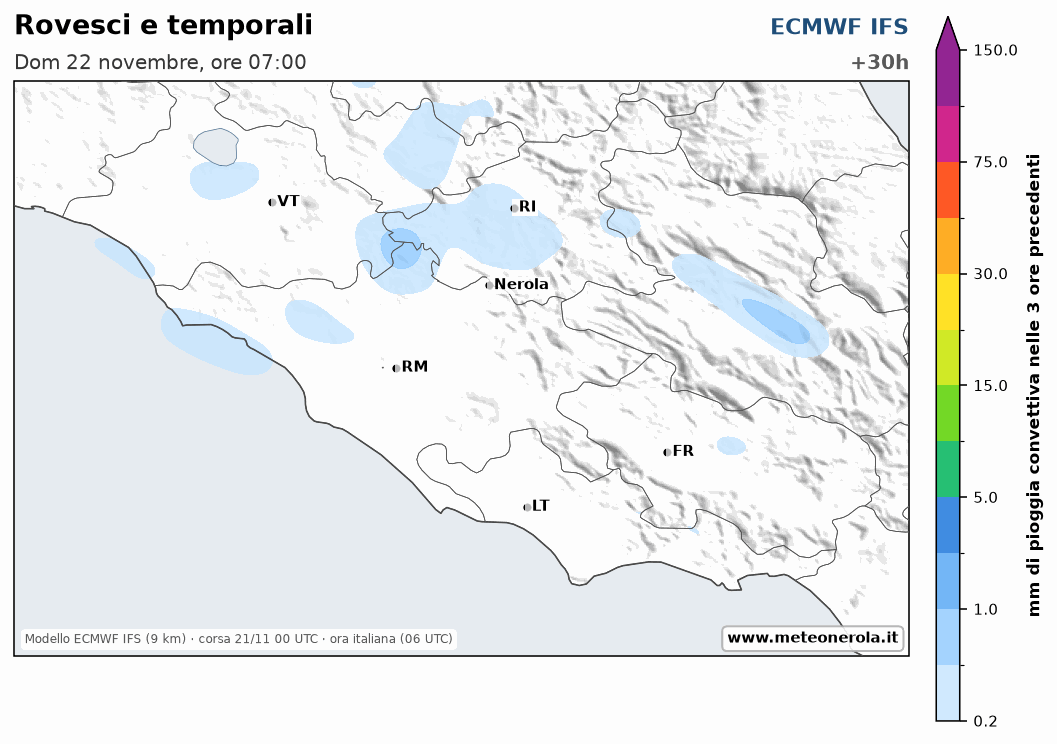 Rovesci e temporali
ECMWF IFS
Dom 22 novembre, ore 07:00
+30h
VT
RI
Nerola
RM
FR
LT
Modello ECMWF IFS (9 km) · corsa 21/11 00 UTC · ora italiana (06 UTC)
www.meteonerola.it
150.0
75.0
30.0
15.0
5.0
1.0
0.2
mm di pioggia convettiva nelle 3 ore precedenti